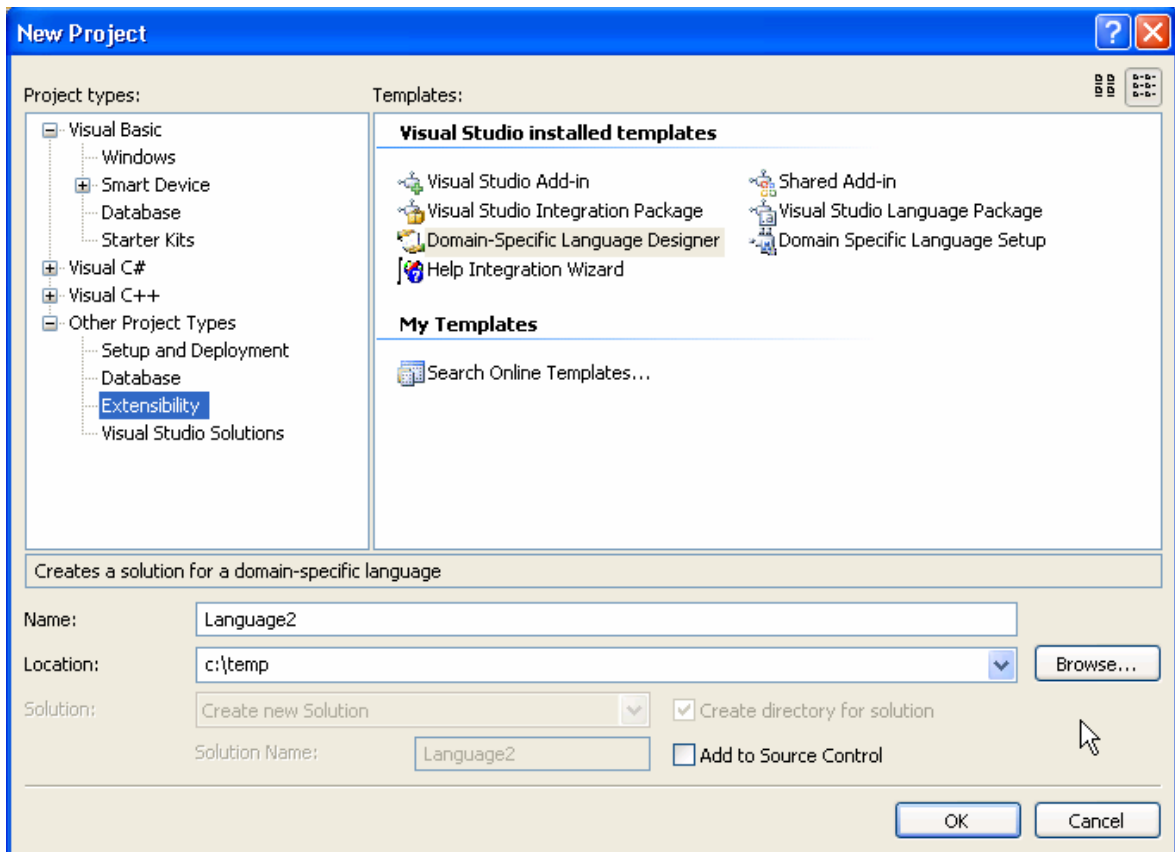 New Project
Project types:
Templates:
Visual Basic
Windows
Smart Device
Database
Starter Kits
Visual C#
Visual C++
Other Project Types
Setup and Deployment
Database
Extensibility
Visual Studio Solutions
Visual Studio installed templates
Visual Studio Add-in
Shared Add-in
Visual Studio Integration Package
Visual Studio Language Package
Domain-Specific Language Designer
Domain Specific Language Setup
Help Integration Wizard
My Templates
Search Online Templates...
Creates a solution for a domain-specific language
Name:
Language2
Location:
c:\temp
Browse...
Solution:
Create new Solution
Create directory for solution
Solution Name:
Language2
Add to Source Control
OK
Cancel